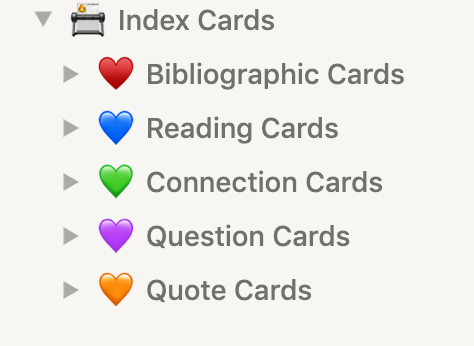 Index Cards
Bibliographic Cards
Reading Cards
Connection Cards
Question Cards
Quote Cards